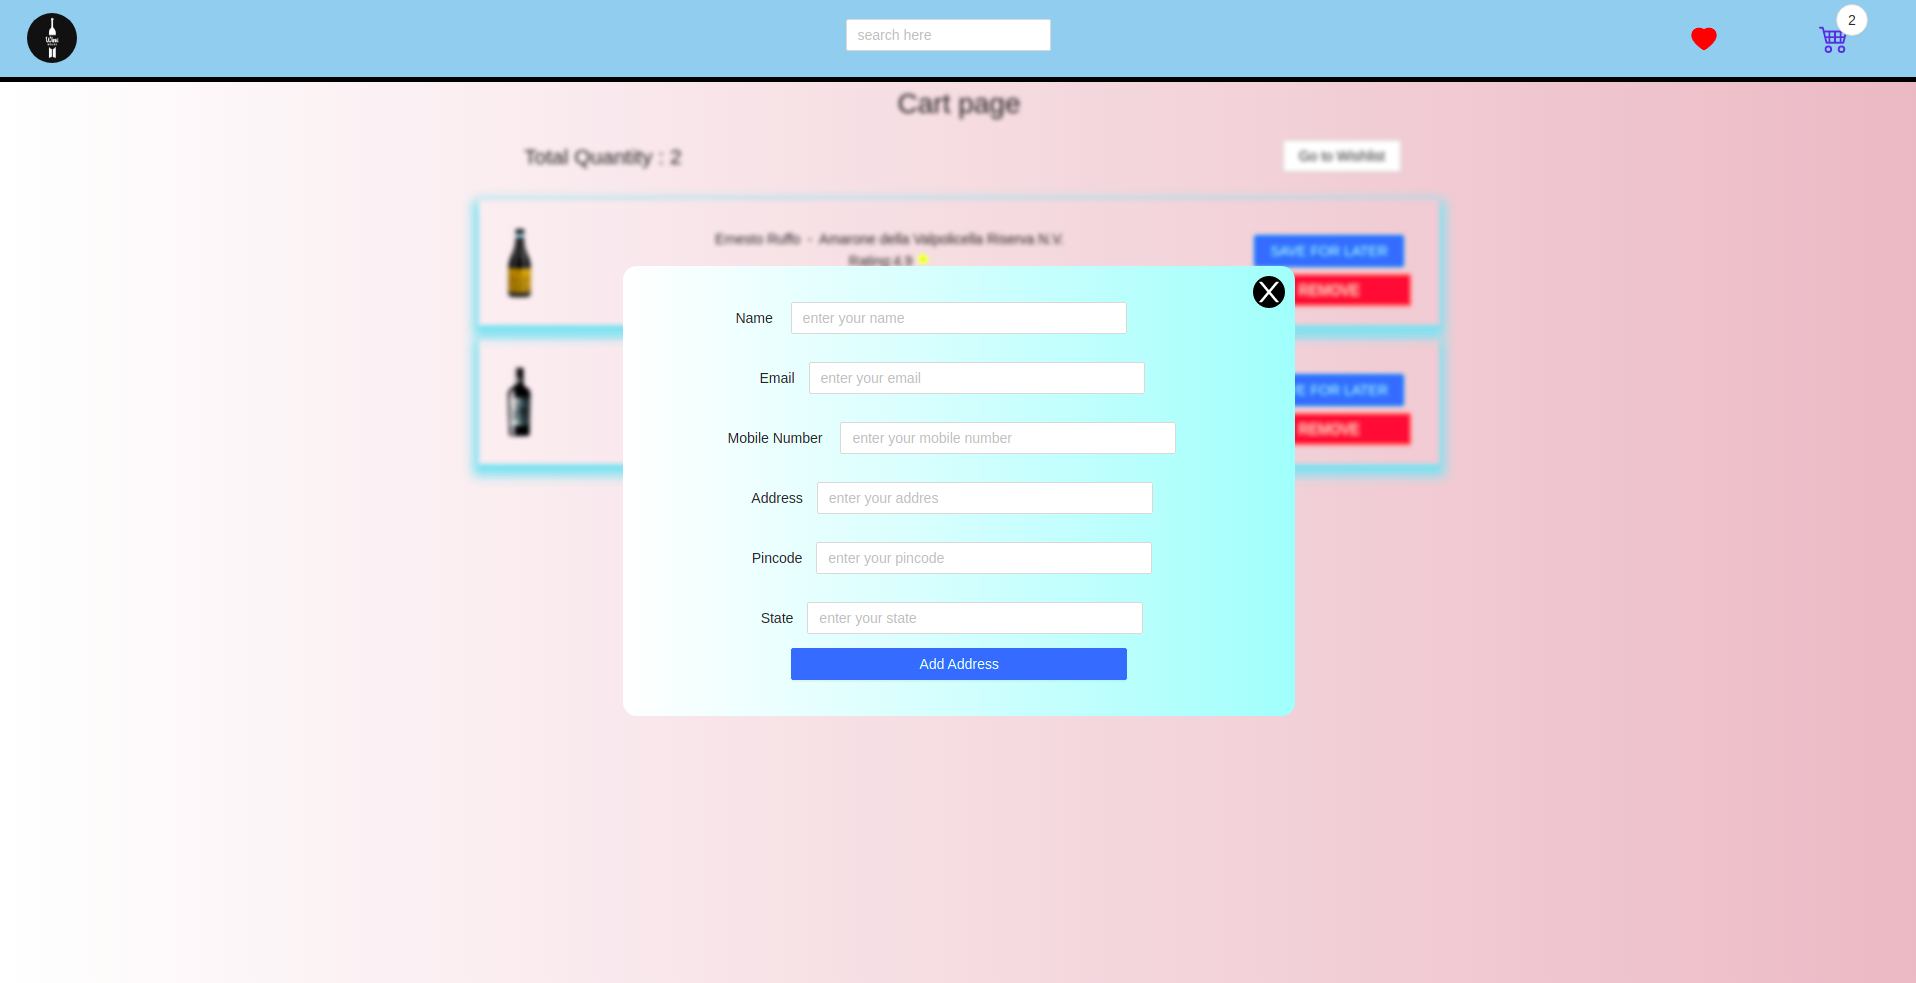 Wine
search here
2
Cart page
Total Quantity : 2
Go to Wishlist
Ernesto Ruffo - Amarone della Valpolicella Riserva N.V.
Rating:4.9
SAVE FOR LATER
REMOVE
X
Name
enter your name
Email
enter your email
FOR LATER
Mobile Number
enter your mobile number
REMOVE
Address
enter your addres
Pincode
enter your pincode
State
enter your state
Add Address